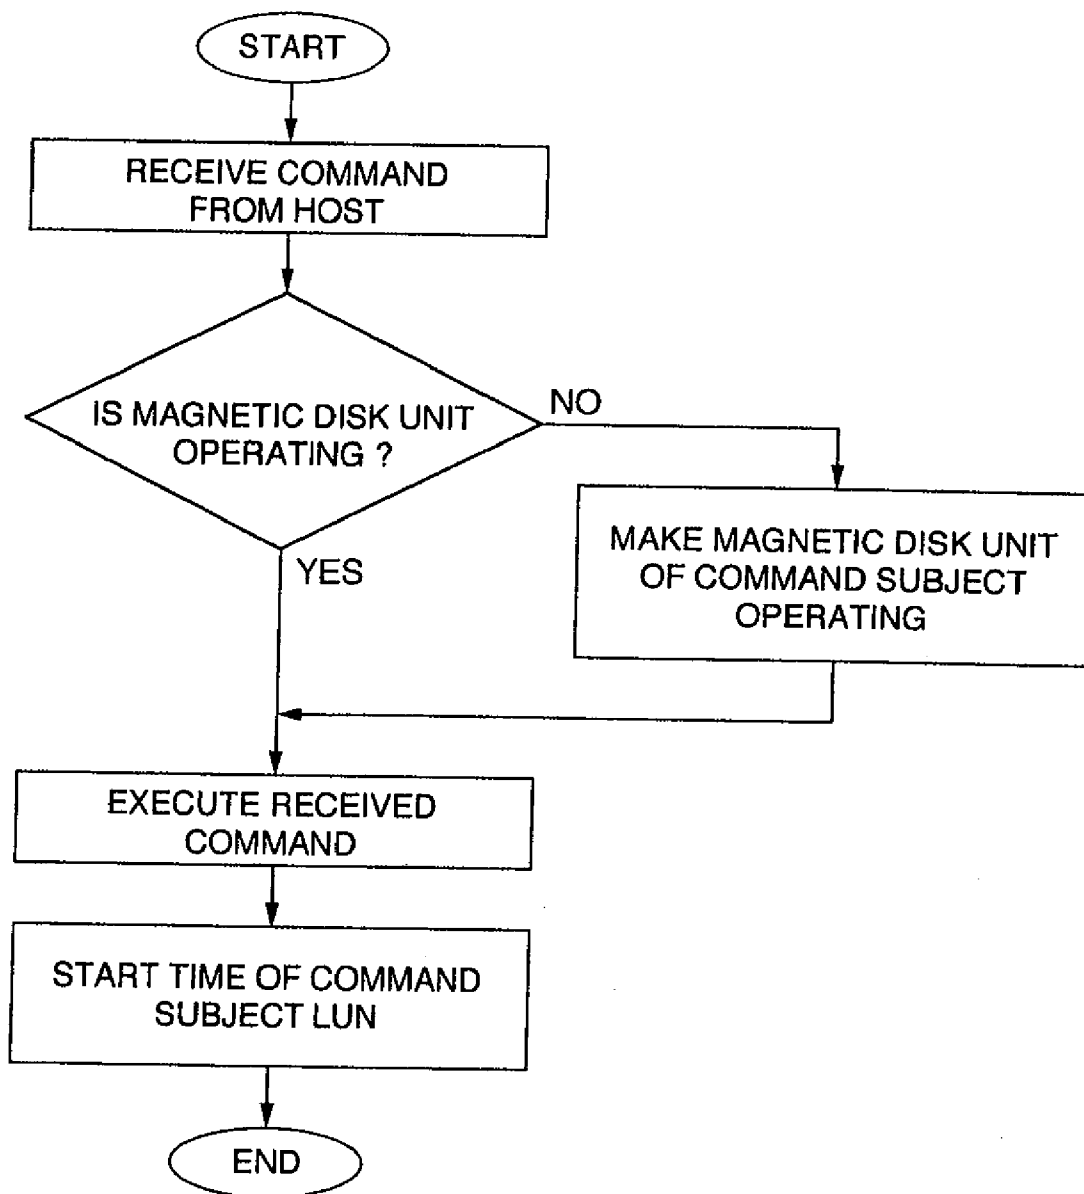 START
RECEIVE COMMAND
FROM HOST
IS MAGNETIC DISK UNIT
OPERATING ?
NO
YES
MAKE MAGNETIC DISK UNIT
OF COMMAND SUBJECT
OPERATING
EXECUTE RECEIVED
COMMAND
START TIME OF COMMAND
SUBJECT LUN
END